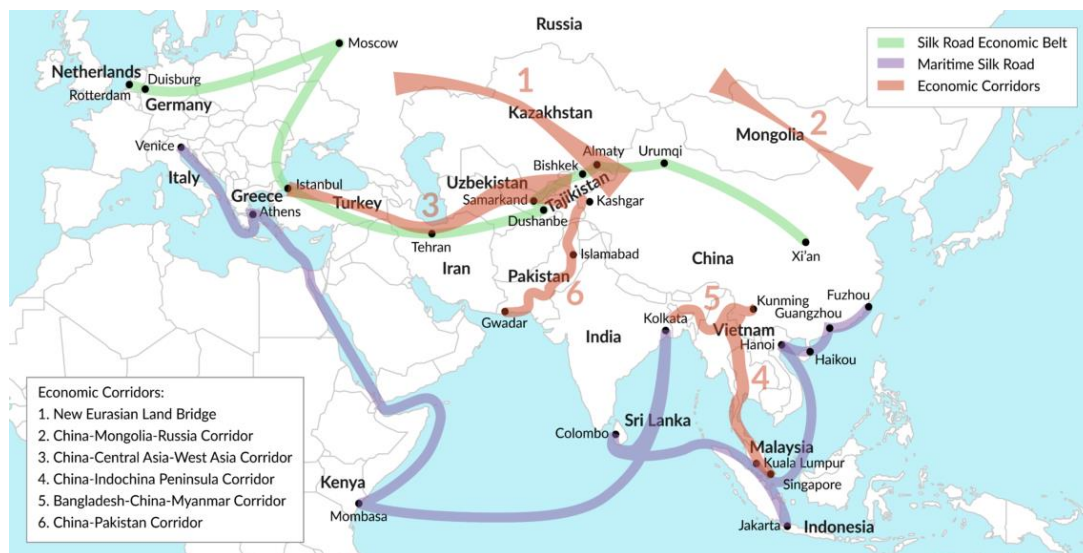 Russia
Silk Road Economic Belt
Maritime Silk Road
Economic Corridors
Moscow
Netherlands
Duisburg
Rotterdam
Germany
1
Kazakhstan
2
Mongolia
Venice
Italy
Almaty
Urumqi
Bishkek
Uzbekistan
Istanbul
Greece
Athens
Turkey
3
Samarkand
Tajikistan
Kashgar
Dushanbe
Tehran
Iran
Islamabad
Pakistan
6
China
Xi'an
Gwadar
5
Kunming
Fuzhou
Guangzhou
Kolkata
Vietnam
Hanoi
India
Haikou
4
Sri Lanka
Colombo
Malaysia
Kuala Lumpur
Singapore
Kenya
Mombasa
Jakarta
Indonesia
Economic Corridors:
1. New Eurasian Land Bridge
2. China-Mongolia-Russia Corridor
3. China-Central Asia-West Asia Corridor
4. China-Indochina Peninsula Corridor
5. Bangladesh-China-Myanmar Corridor
6. China-Pakistan Corridor